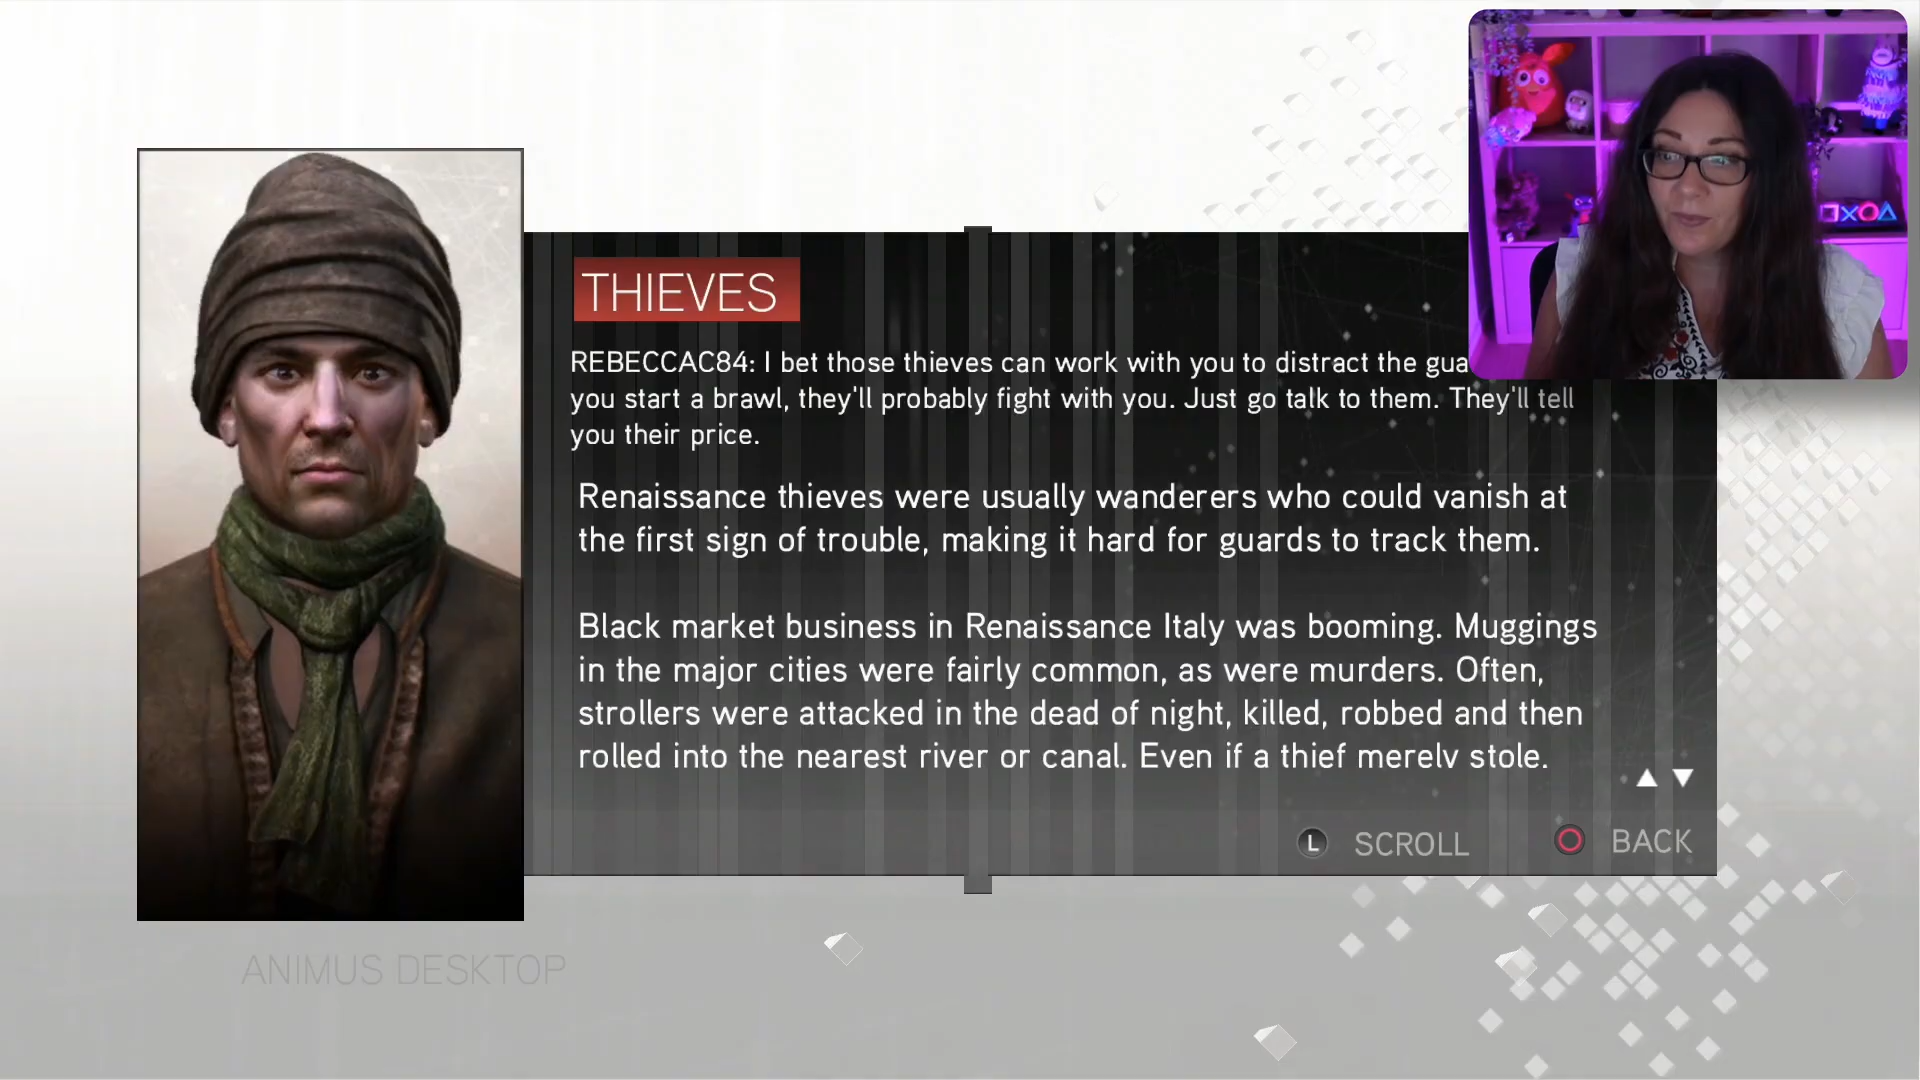 THIEVES
REBECCAC84: I bet those thieves can work with you to distract the
you start a brawl, they'll probably fight with you. Just go talk to them. They'll tell
you their price.
Renaissance thieves were usually wanderers who could vanish at
the first sign of trouble, making it hard for guards to track them.
Black market business in Renaissance Italy was booming. Muggings
in the major cities were fairly common, as were murders. Often,
strollers were attacked in the dead of night, killed, robbed and then
rolled into the nearest river or canal. Even if a thief merely stole,
L SCROLL BACK
ANIMUS DESKTOP